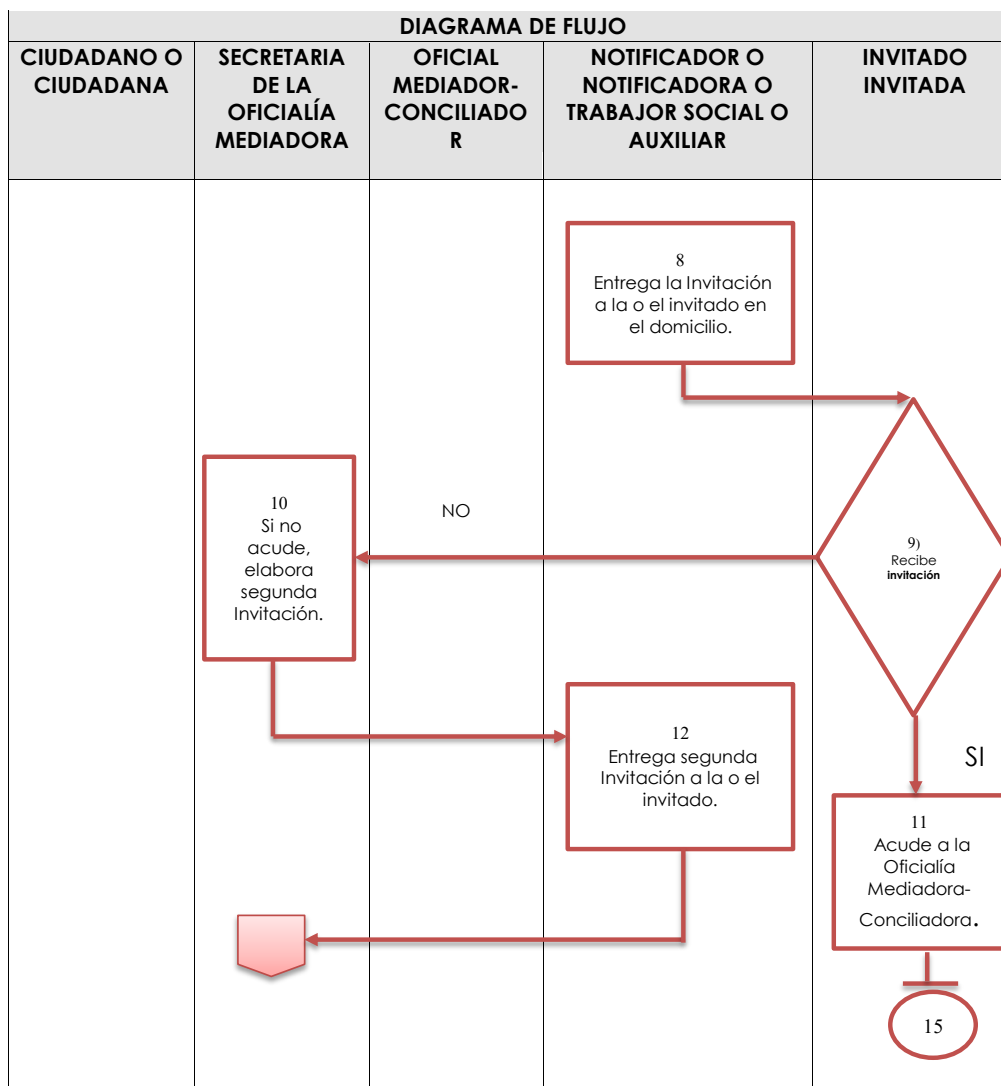 DIAGRAMA DE FLUJO
CIUDADANO O
CIUDADANA
SECRETARIA
DE LA
OFICIALÍA
MEDIADORA
OFICIAL
MEDIADOR-
CONCILIADO
R
NOTIFICADOR O
NOTIFICADORA O
TRABAJOR SOCIAL O
AUXILIAR
INVITADO
INVITADA
8
Entrega la Invitación
a la o el invitado en
el domicilio.
9)
Recibe
invitación
NO
10
Si no
acude,
elabora
segunda
Invitación.
12
Entrega segunda
Invitación a la o el
invitado.
SI
11
Acude a la
Oficialía
Mediadora-
Conciliadora.
15